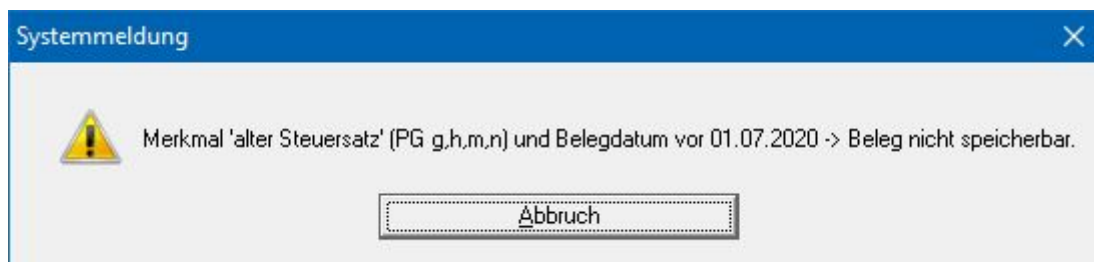 Systemmeldung
Merkmal 'alter Steuersatz' (PG g,h,m,n) und Belegdatum vor 01.07.2020 -> Beleg nicht speicherbar.
Abbruch